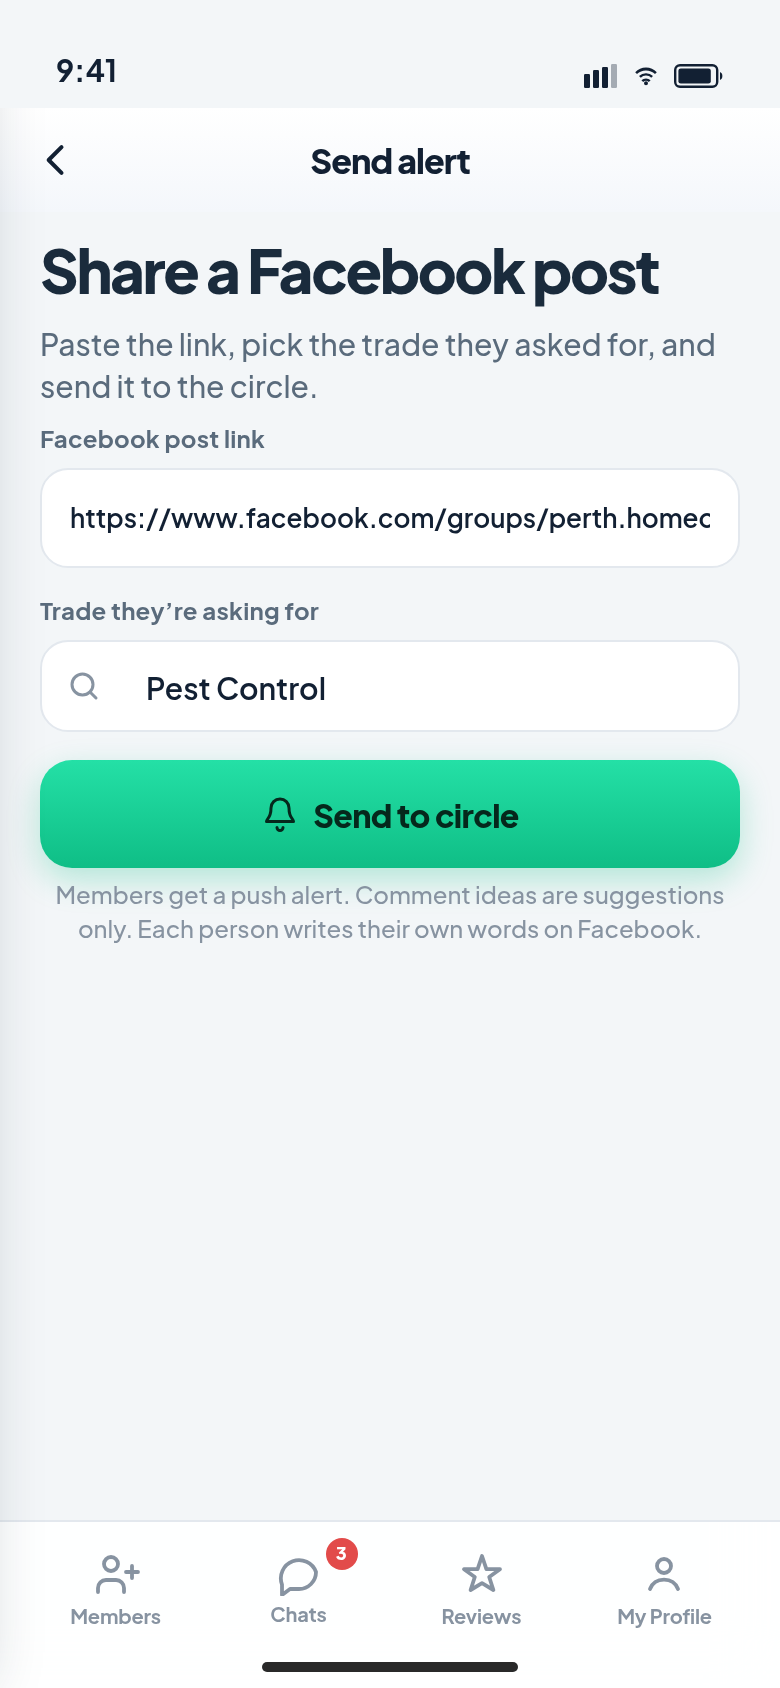 9:41
Send alert
Share a Facebook post
Paste the link, pick the trade they asked for, and
send it to the circle.
Facebook post link
https://www.facebook.com/groups/perth.homec
Trade they’re asking for
Pest Control
Send to circle
Members get a push alert. Comment ideas are suggestions
only. Each person writes their own words on Facebook.
3
Members
Chats
Reviews
My Profile